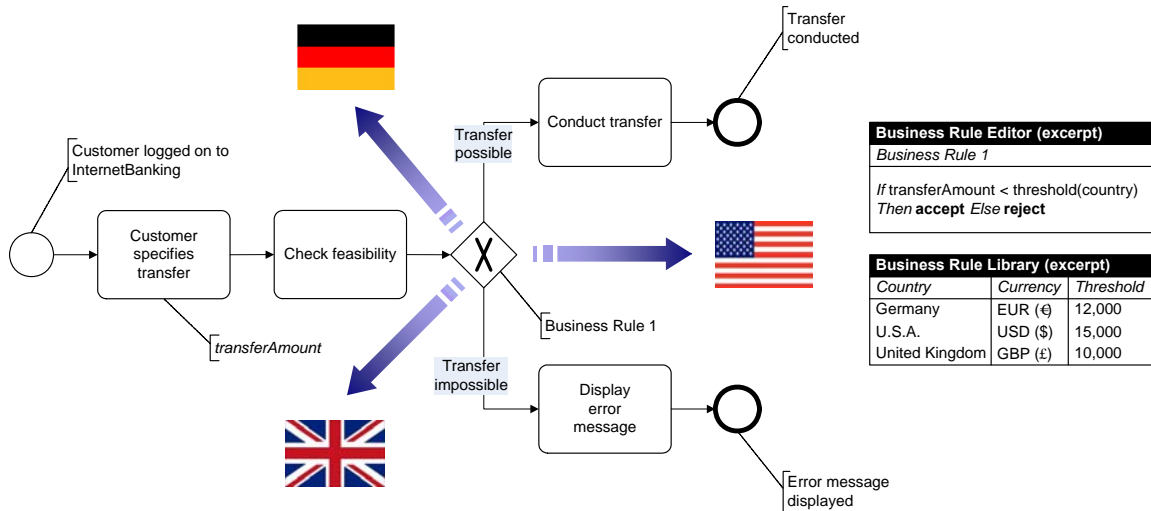 Transfer
conducted
Customer logged on to
InternetBanking
Customer
specifies
transfer
transferAmount
Check feasibility
X
Business Rule 1
Transfer
possible
Conduct transfer
Transfer
impossible
Display
error
message
Error message
displayed
Business Rule Editor (excerpt)
Business Rule 1
If transferAmount < threshold(country)
Then accept Else reject
Business Rule Library (excerpt)
Country Currency Threshold
Germany EUR (€) 12,000
U.S.A. USD ($) 15,000
United Kingdom GBP (£) 10,000